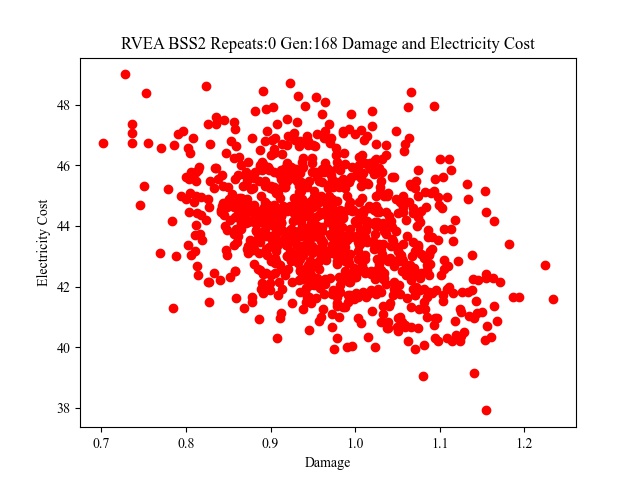 RVEA BSS2 Repeats:0 Gen:168 Damage and Electricity Cost
48
46
44
42
40
38
Electricity Cost
0.7 0.8 0.9 1.0 1.1 1.2
Damage